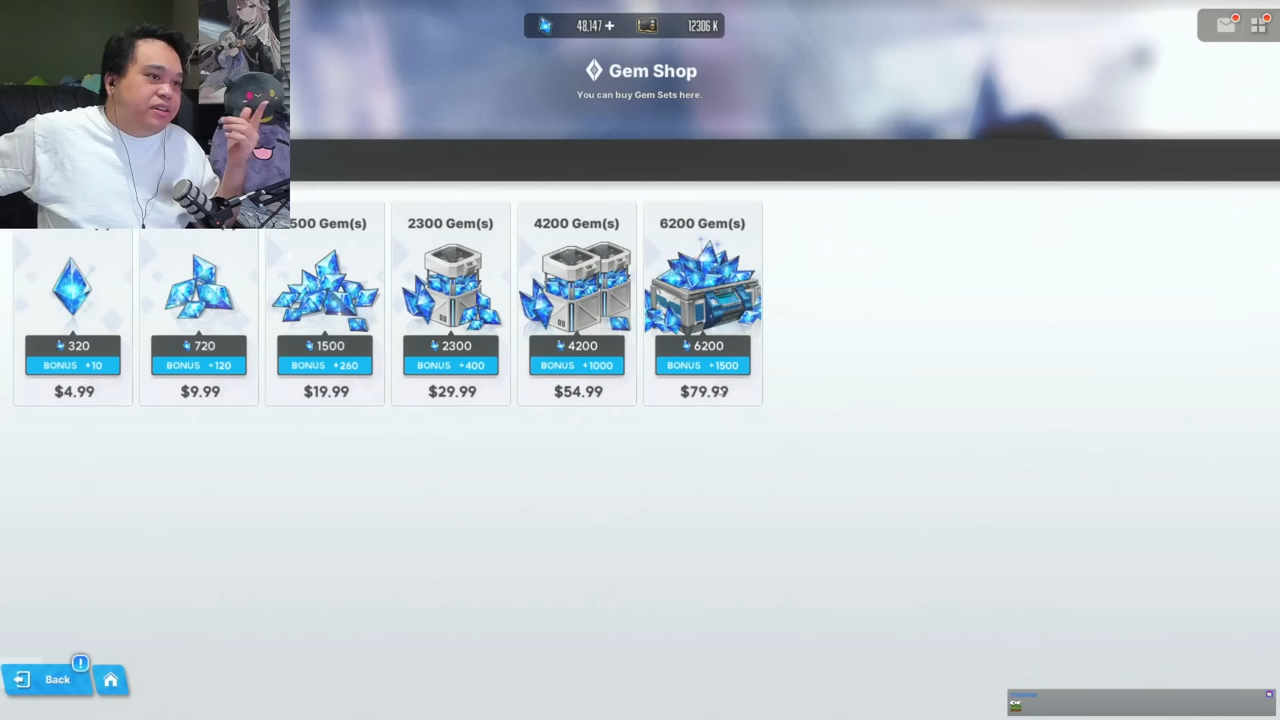 48,147 +
12306 K
Gem Shop
You can buy Gem Sets here.
500 Gem(s)
2300 Gem(s)
4200 Gem(s)
6200 Gem(s)
320
720
1500
2300
4200
6200
BONUS +10
BONUS +120
BONUS +260
BONUS +400
BONUS +1000
BONUS +1500
$4.99
$9.99
$19.99
$29.99
$54.99
$79.99
Back
!